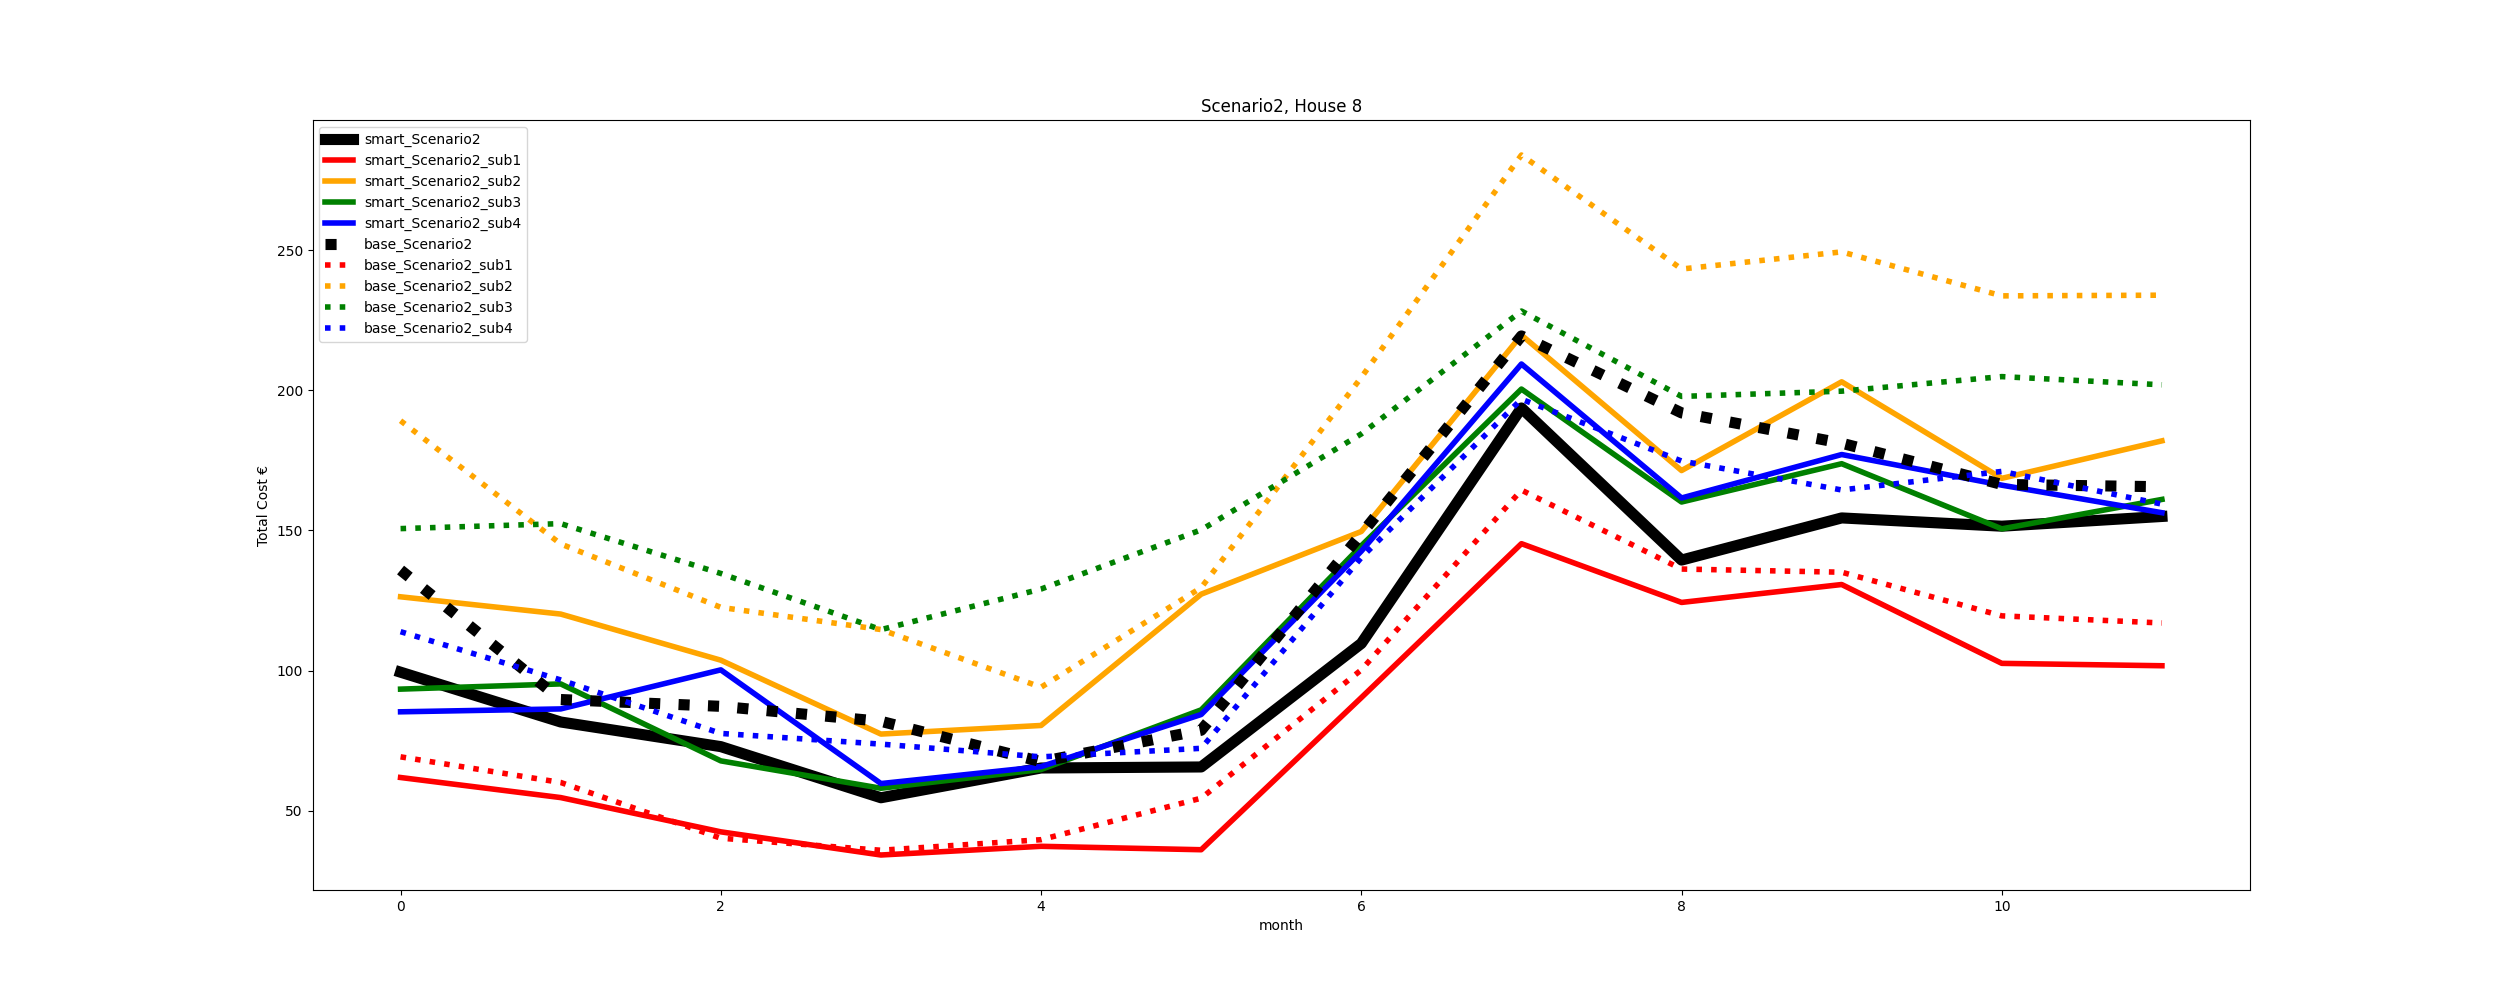 Scenario2, House 8
smart_Scenario2
smart_Scenario2_sub1
smart_Scenario2_sub2
smart_Scenario2_sub3
smart_Scenario2_sub4
base_Scenario2
base_Scenario2_sub1
base_Scenario2_sub2
base_Scenario2_sub3
base_Scenario2_sub4
Total Cost €
250
200
150
100
50
0 2 4 6 8 10
month